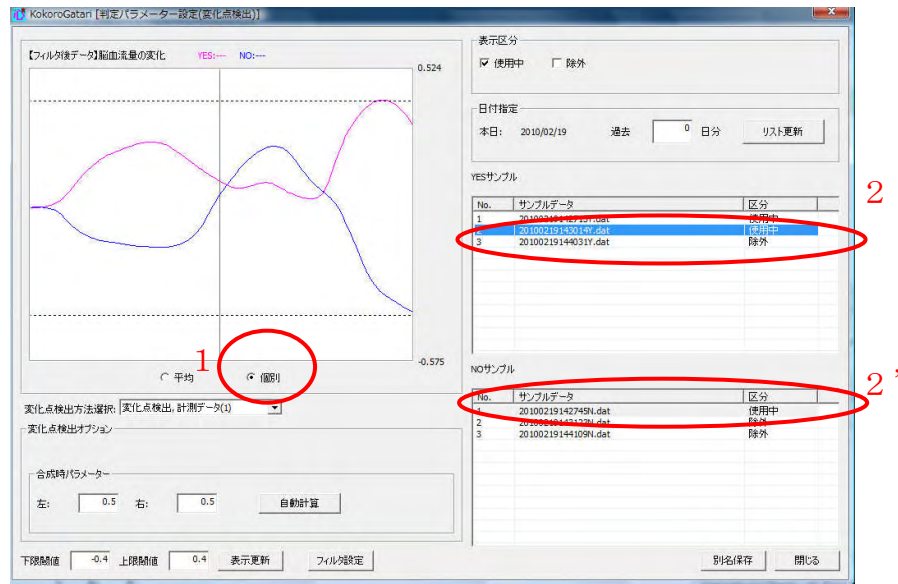 KokoroGatari [判定パラメーター設定(変化点検出)]
【フィルタ後データ】脳血流量の変化 YES:--- NO:---
0.524
-0.575
1
平均 個別
変化点検出方法選択: 変化点検出, 計測データ(1)
変化点検出オプション
合成時パラメーター
左: 0.5 右: 0.5 自動計算
下限閾値 -0.4 上限閾値 0.4 表示更新 フィルタ設定
表示区分
使用中 除外
日付指定
本日: 2010/02/19 過去 0 日分 リスト更新
YESサンプル
2
No. サンプルデータ 区分
1 20100219142715Y.dat 使用中
2 20100219143014Y.dat 使用中
3 20100219144031Y.dat 除外
NOサンプル
2'
No. サンプルデータ 区分
1 20100219142745N.dat 使用中
2 20100219143123N.dat 除外
3 20100219144109N.dat 除外
別名保存 閉じる